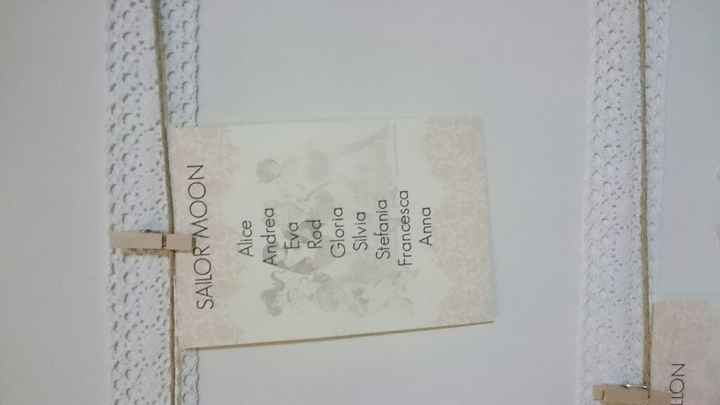 SAILOR MOON
Alice
Andrea
Eva
Rod
Gloria
Silvia
Stefania
Francesca
Anna